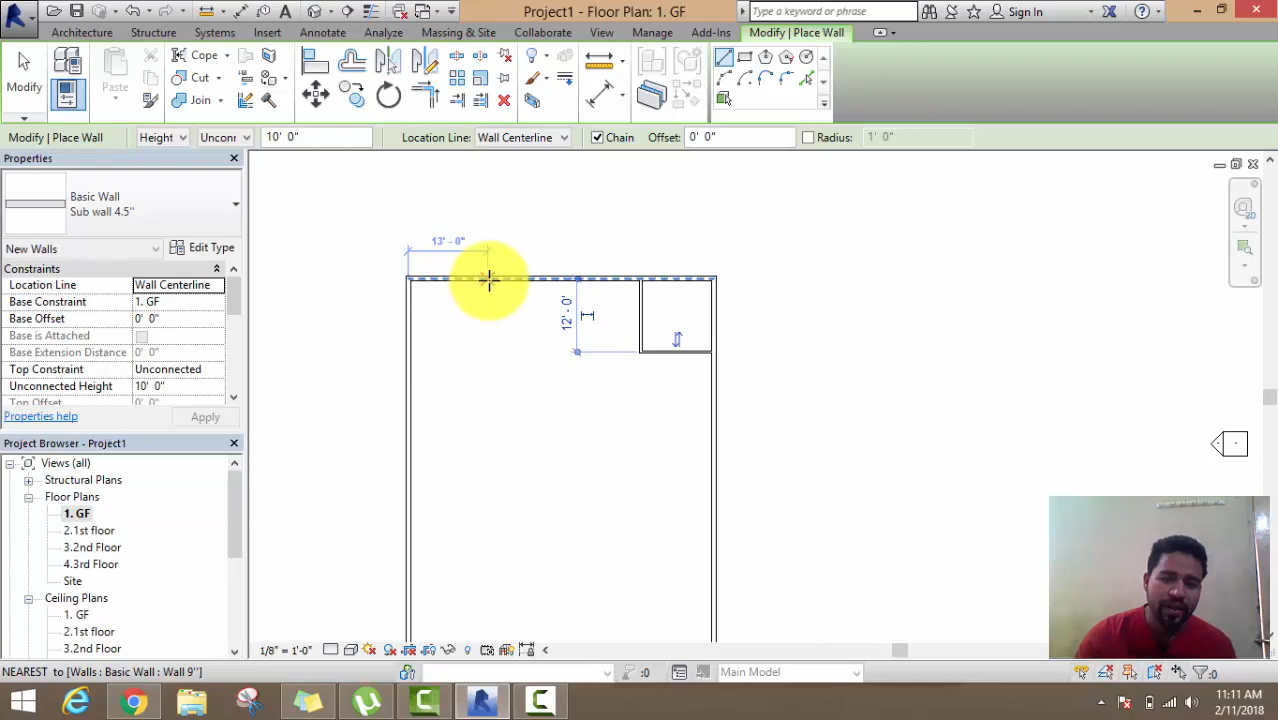 Project1 - Floor Plan: 1. GF
Type a keyword or phrase
Sign In
Architecture
Structure
Systems
Insert
Annotate
Analyze
Massing & Site
Collaborate
View
Manage
Add-Ins
Modify | Place Wall
Modify
Paste
Cope
Cut
Join
Modify | Place Wall
Height
Unconr
10' 0"
Location Line:
Wall Centerline
Chain
Offset:
0' 0"
Radius:
1' 0"
Properties
Basic Wall
Sub wall 4.5"
New Walls
Edit Type
Constraints
Location Line
Wall Centerline
Base Constraint
1. GF
Base Offset
0' 0"
Base is Attached
Base Extension Distance
0' 0"
Top Constraint
Unconnected
Unconnected Height
10' 0"
Top Offset
0' 0"
Properties help
Apply
Project Browser - Project1
Views (all)
Structural Plans
Floor Plans
1. GF
2.1st floor
3.2nd floor
4.3rd Floor
Site
Ceiling Plans
1. GF
2.1st floor
3.2nd floor
13' - 0"
12' - 0"
2D
1/8" = 1'-0"
NEAREST to [Walls : Basic Wall : Wall 9"]
:0
Main Model
:0
11:11 AM
2/11/2018